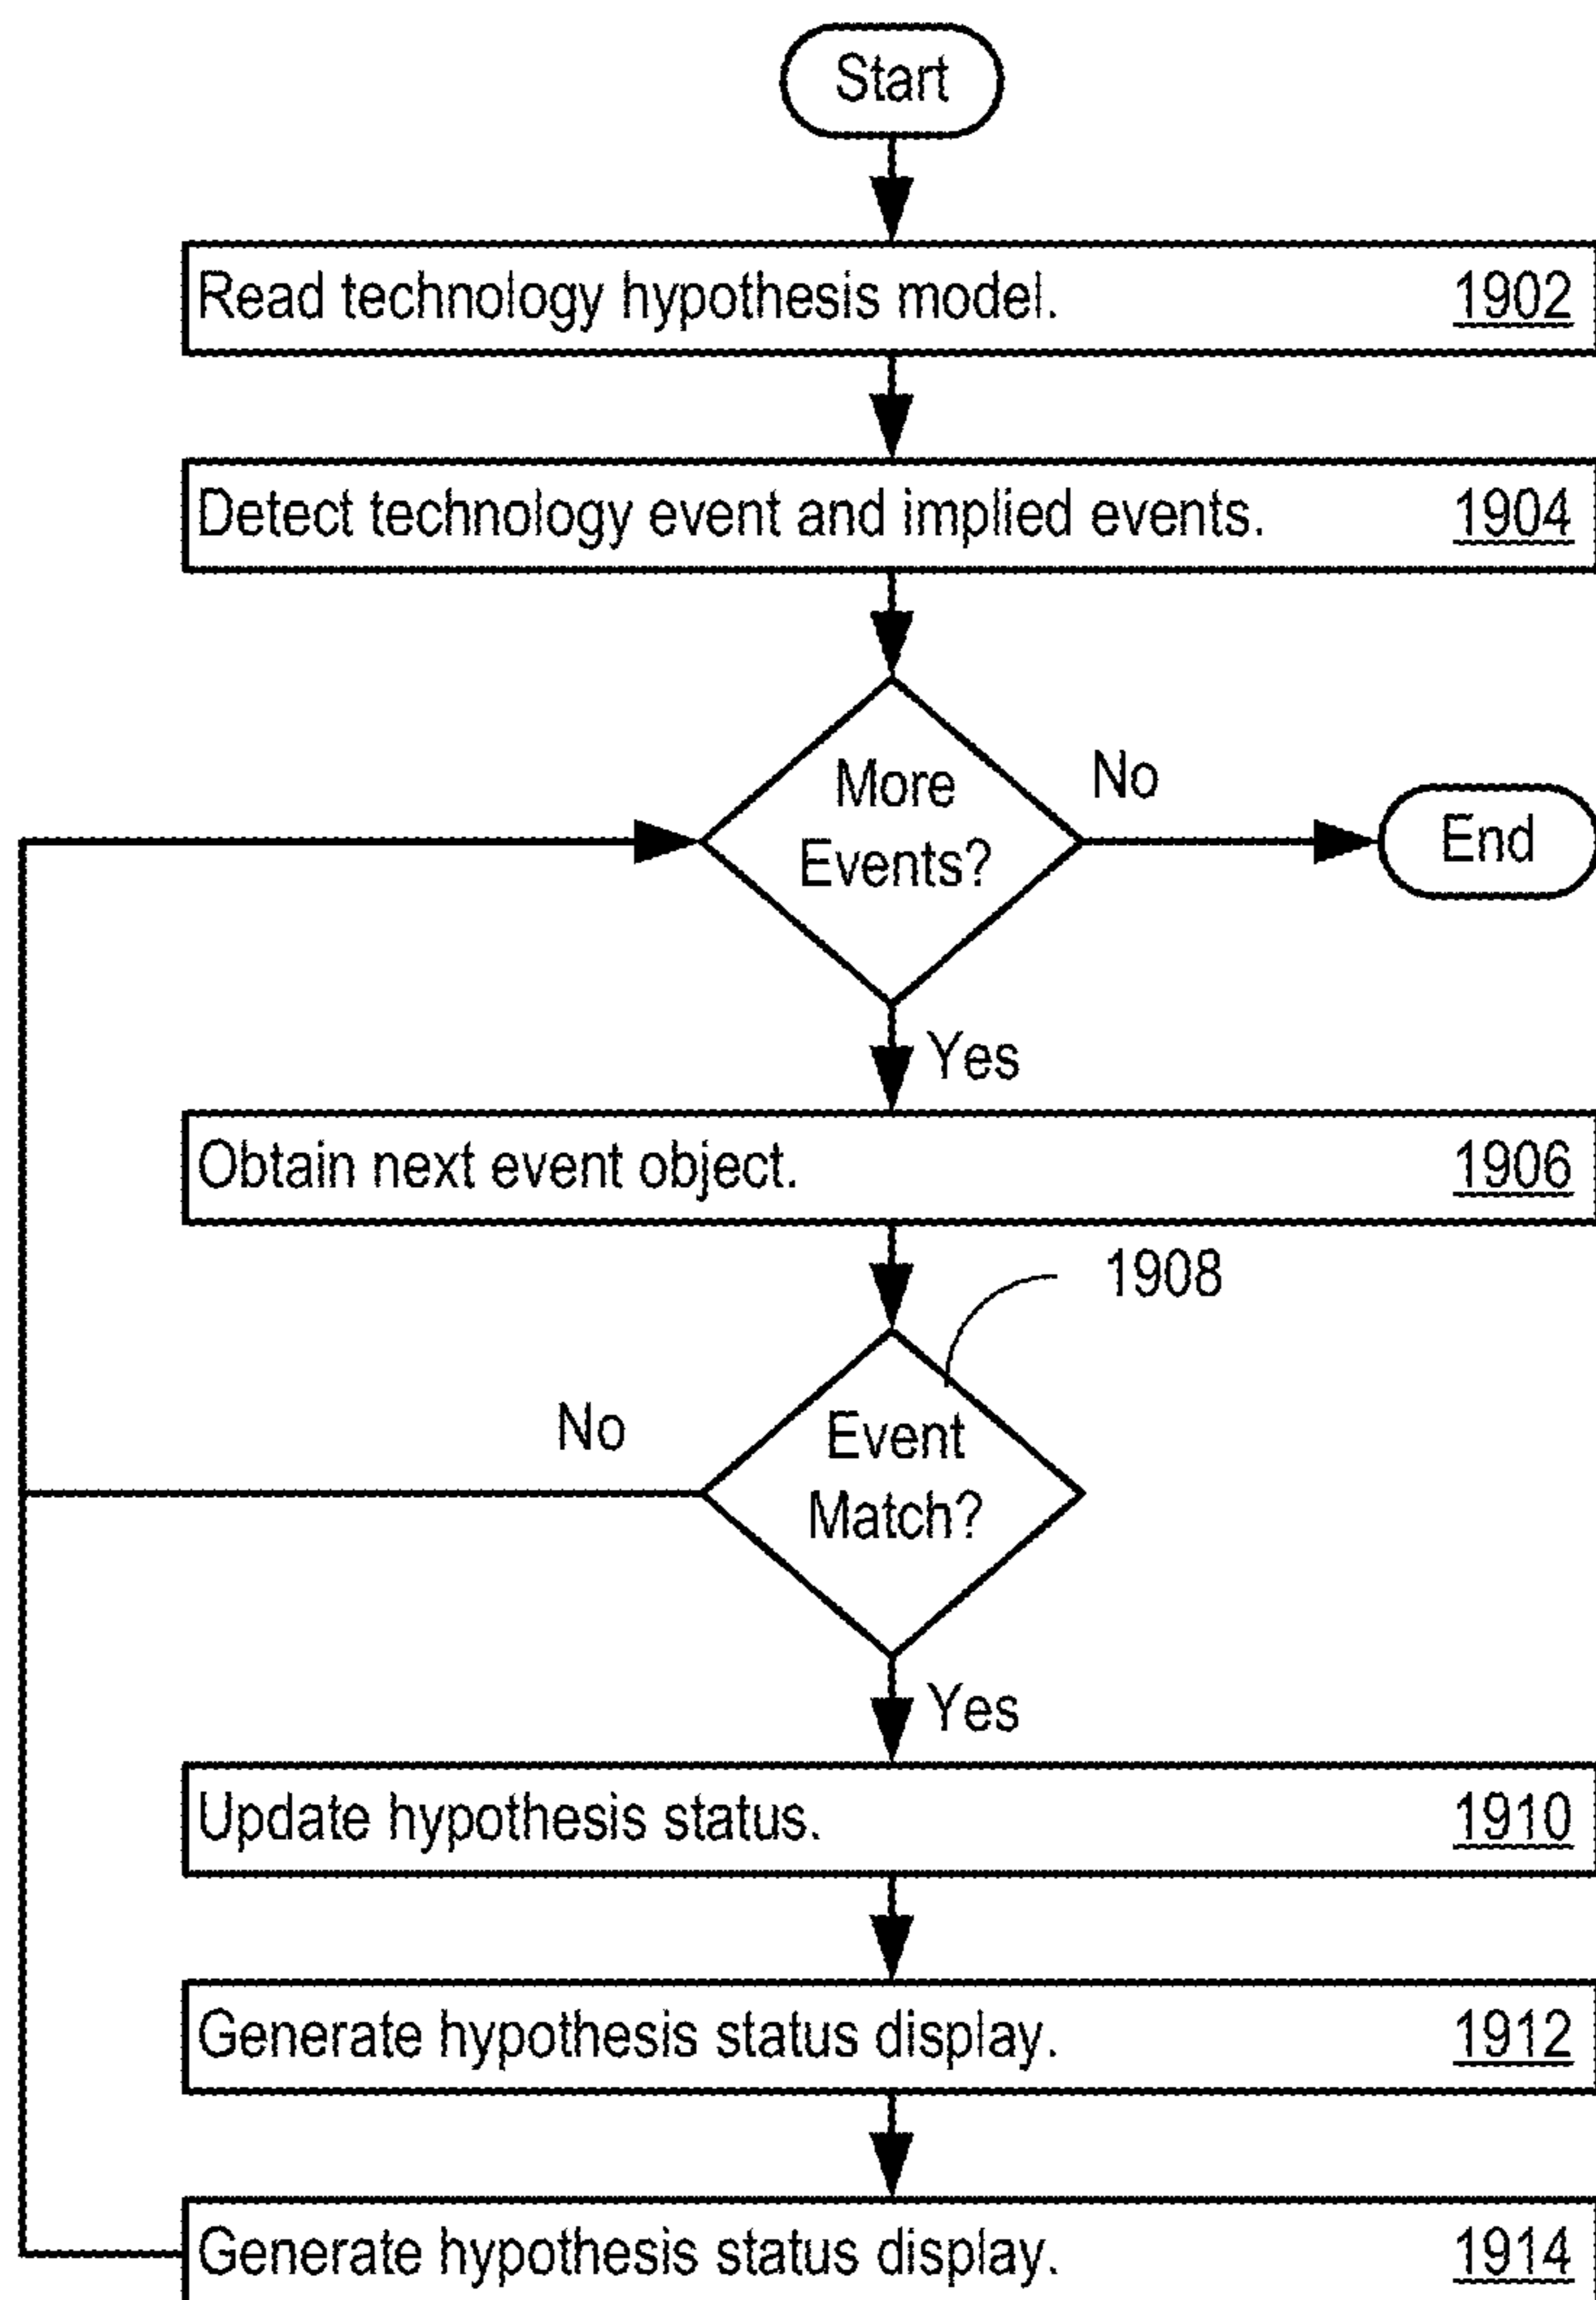 Start
Read technology hypothesis model. 1902
Detect technology event and implied events. 1904
More
Events?
No
End
Yes
Obtain next event object. 1906
1908
Event
Match?
No
Yes
Update hypothesis status. 1910
Generate hypothesis status display. 1912
Generate hypothesis status display. 1914